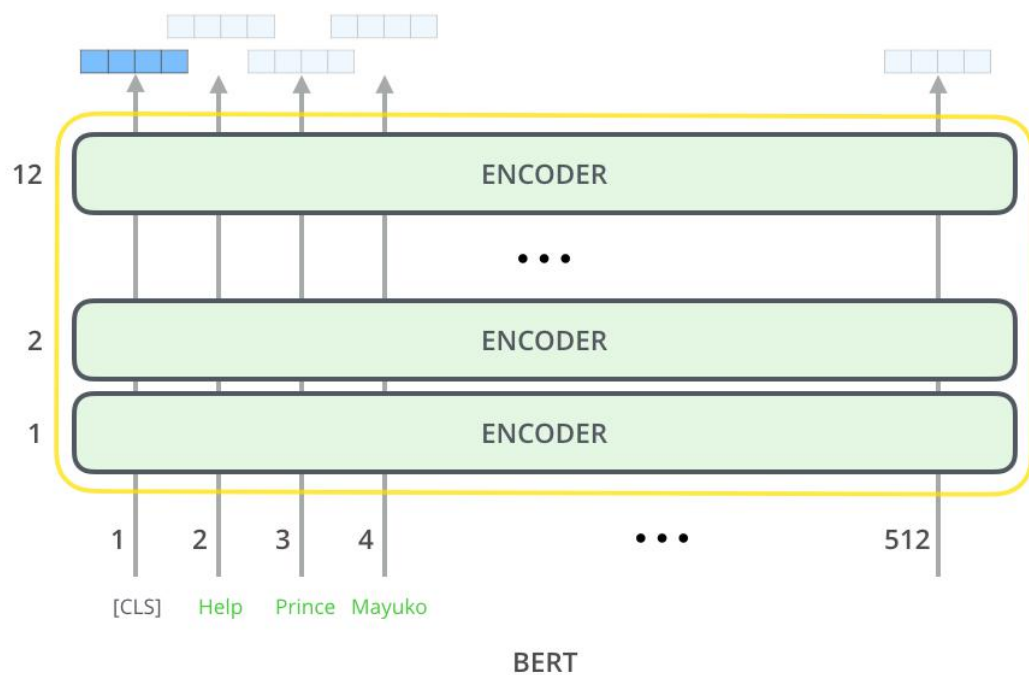 12 ENCODER
...
2 ENCODER
1 ENCODER
1 2 3 4 ... 512
[CLS] Help Prince Mayuko
BERT